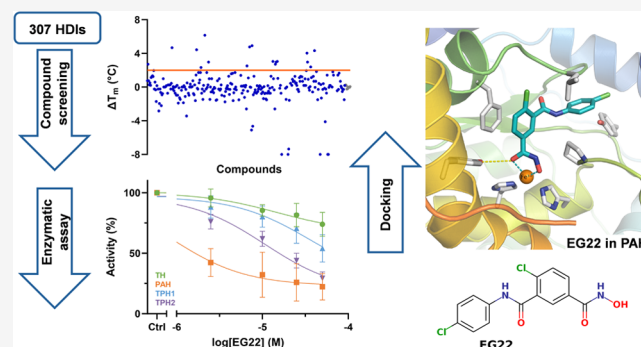 307 HDIs
Compound
screening
Enzymatic
assay
ΔTm (°C)
8
4
0
-4
-8
Compounds
Activity (%)
100
50
0
TH
PAH
TPH1
TPH2
Ctrl
-6
-5
-4
log[EG22] (M)
Docking
EG22 in PAH
Cl
H
N
O
Cl
O
H
N
OH
EG22